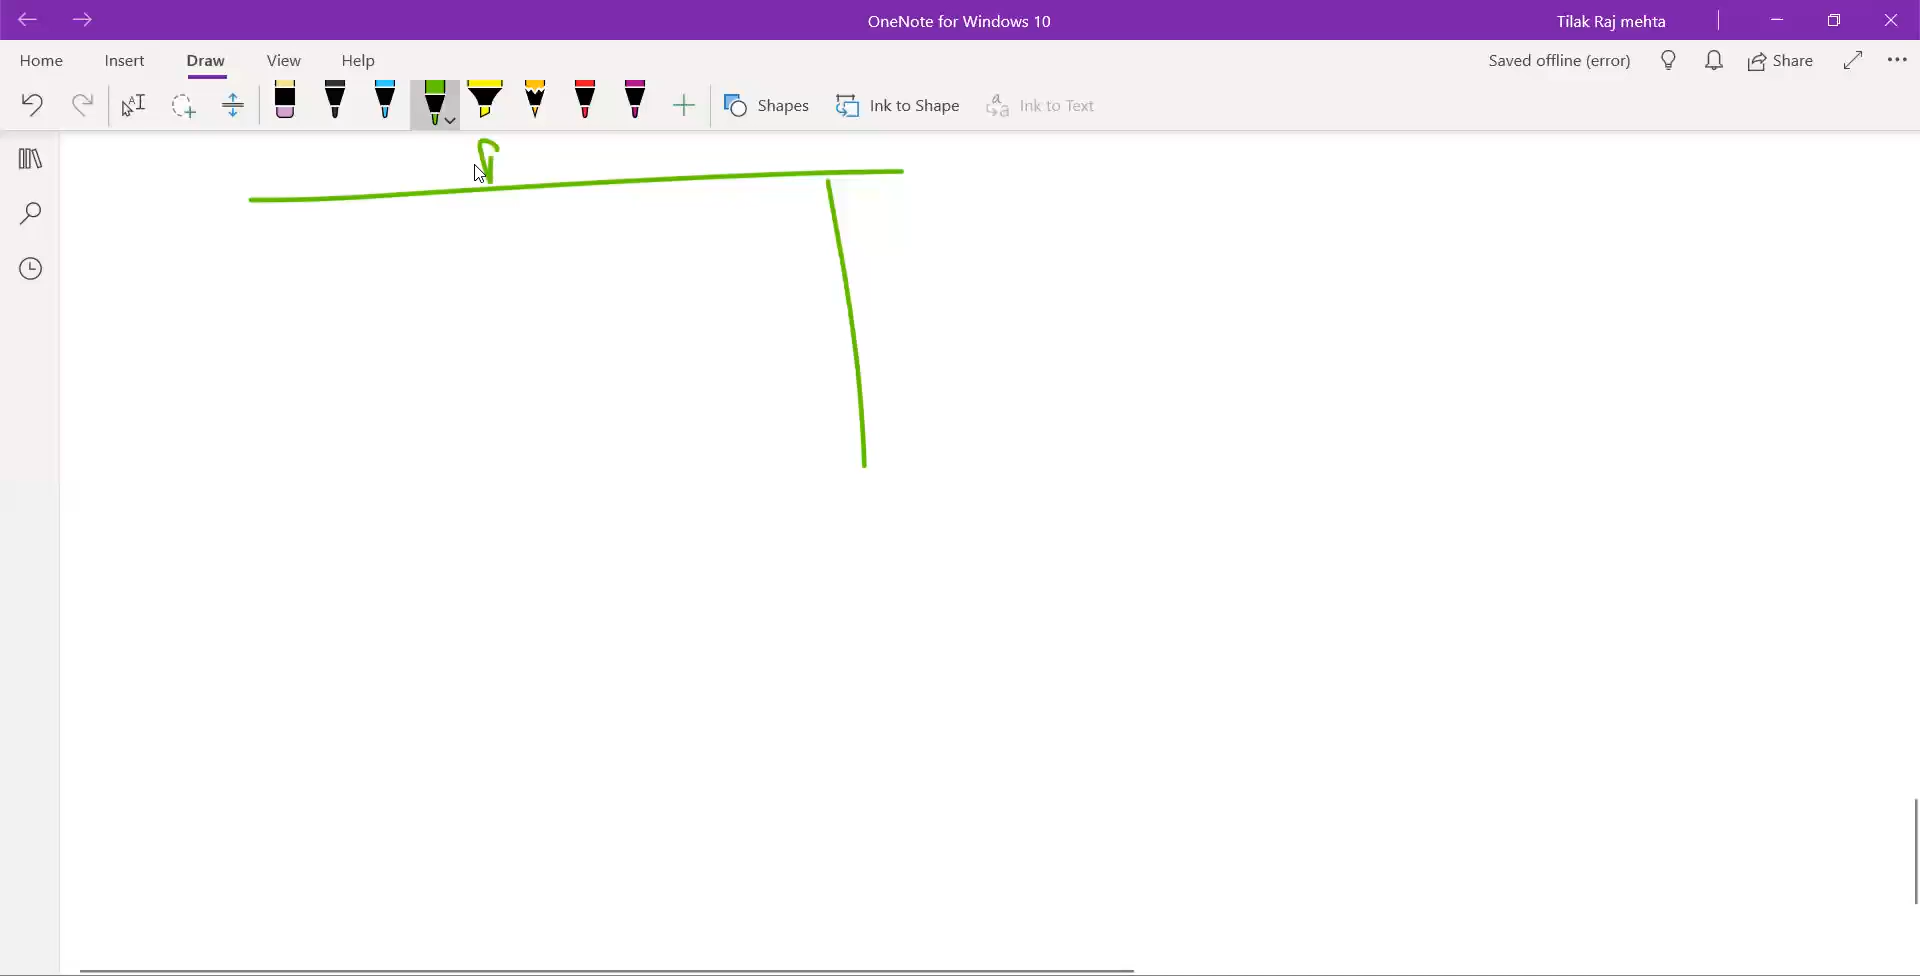 OneNote for Windows 10
Tilak Raj mehta
Home Insert Draw View Help
Saved offline (error) Share
Shapes Ink to Shape Ink to Text